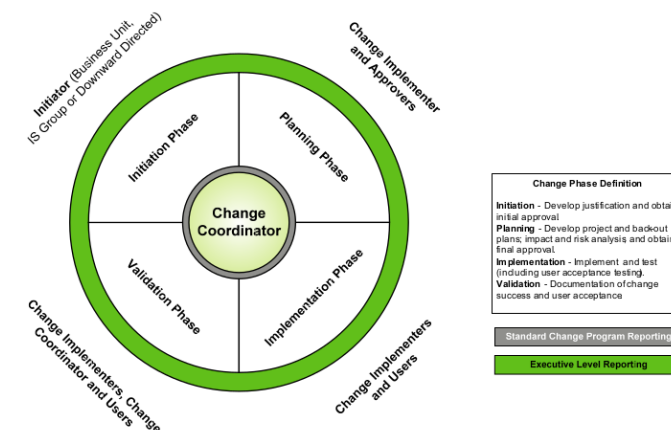 Initiator (Business Unit,
IS Group or Downward Directed)
Change Implementer
and Approvers
Initiation Phase
Planning Phase
Change
Coordinator
Validation Phase
Implementation Phase
Change Implementers, Change
Coordinator and Users
Change Implementers
and Users
Change Phase Definition
Initiation - Develop justification and obtai
initial approval
Planning - Develop project and back-out
plans; impact and risk analysis and obtain
final approval.
Implementation - Implement and test
(including user acceptance testing).
Validation - Documentation of change
success and user acceptance
Standard Change Program Reporting
Executive Level Reporting